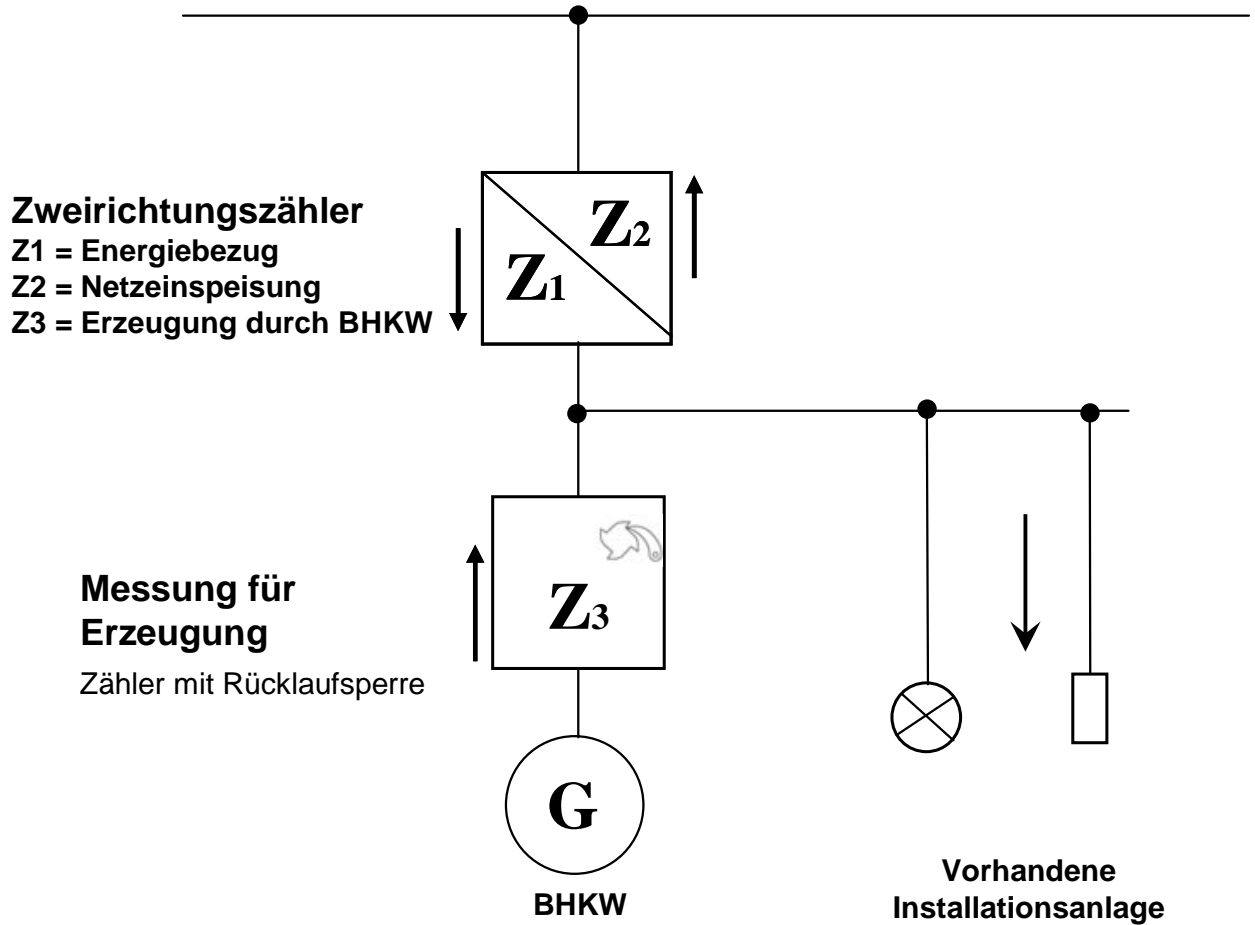 Zweirichtungszähler
Z1 = Energiebezug
Z2 = Netzeinspeisung
Z3 = Erzeugung durch BHKW
Z2
Z1
Messung für
Erzeugung
Zähler mit Rücklaufsperre
Z3
G
BHKW
Vorhandene
Installationsanlage